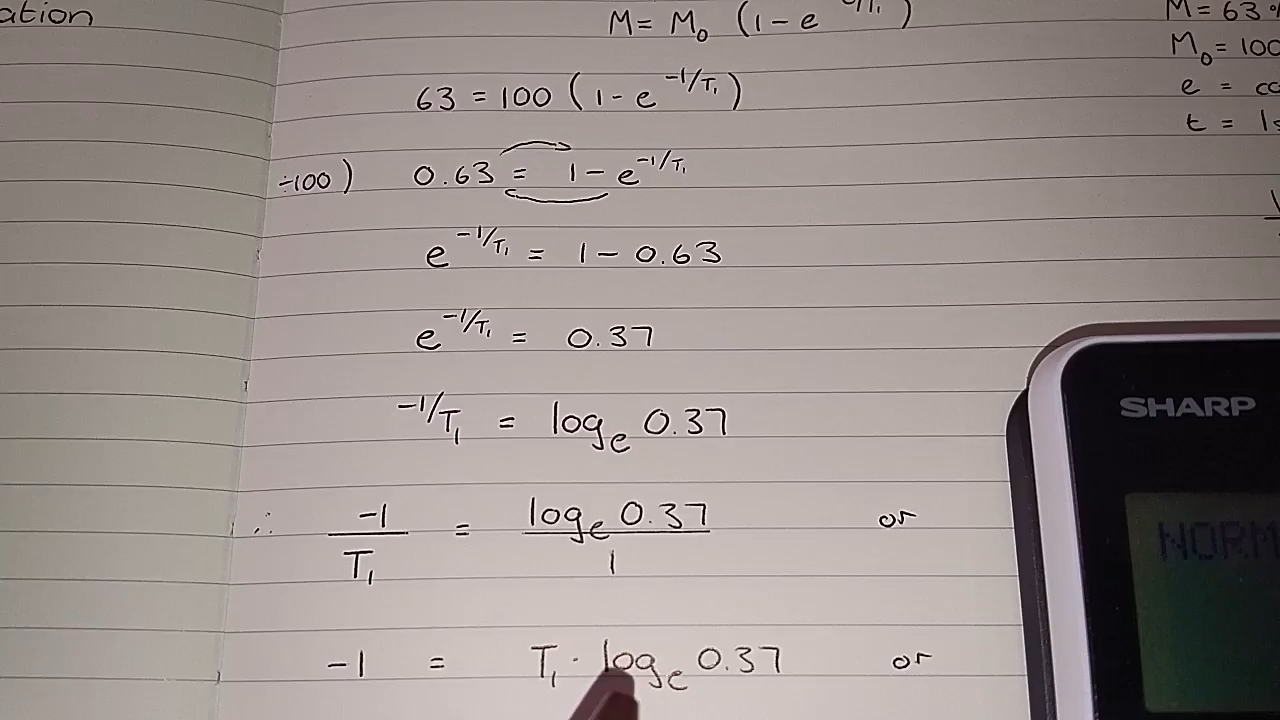 ation
M = M₀ (1 - e
M = 63
63 = 100 (1 - e^-1/T₁)
M₀ = 100
e =
÷100) 0.63 = 1 - e^-1/T₁
t =
e^-1/T₁ = 1 - 0.63
e^-1/T₁ = 0.37
-1/T₁ = logₑ 0.37
SHARP
∴ -1/T₁ = logₑ 0.37/1 or
NORM
-1 = T₁ · logₑ 0.37 or